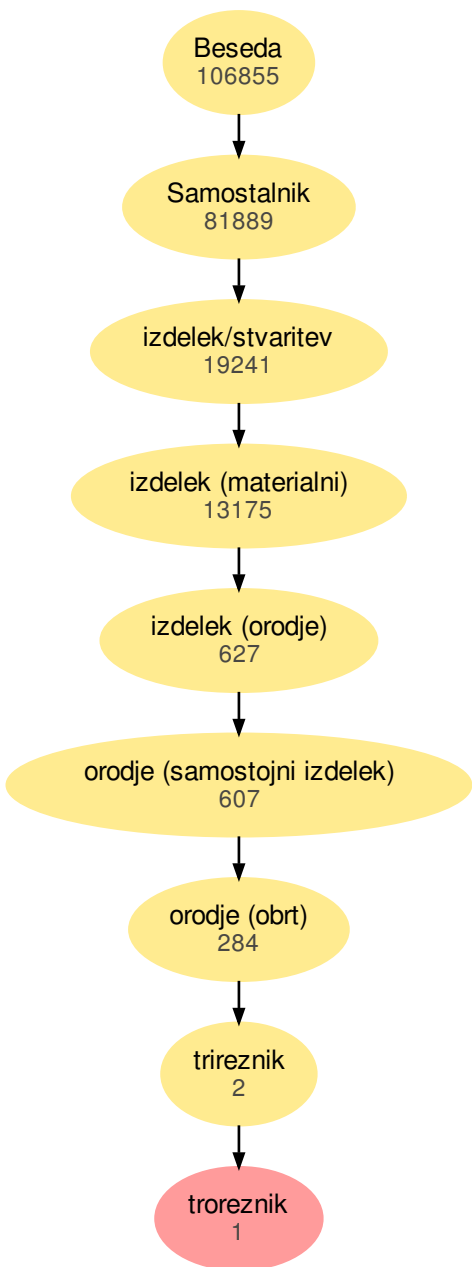 Beseda
106855
Samostalnik
81889
izdelek/stvaritev
19241
izdelek (materialni)
13175
izdelek (orodje)
627
orodje (samostojni izdelek)
607
orodje (obrt)
284
trireznik
2
troreznik
1